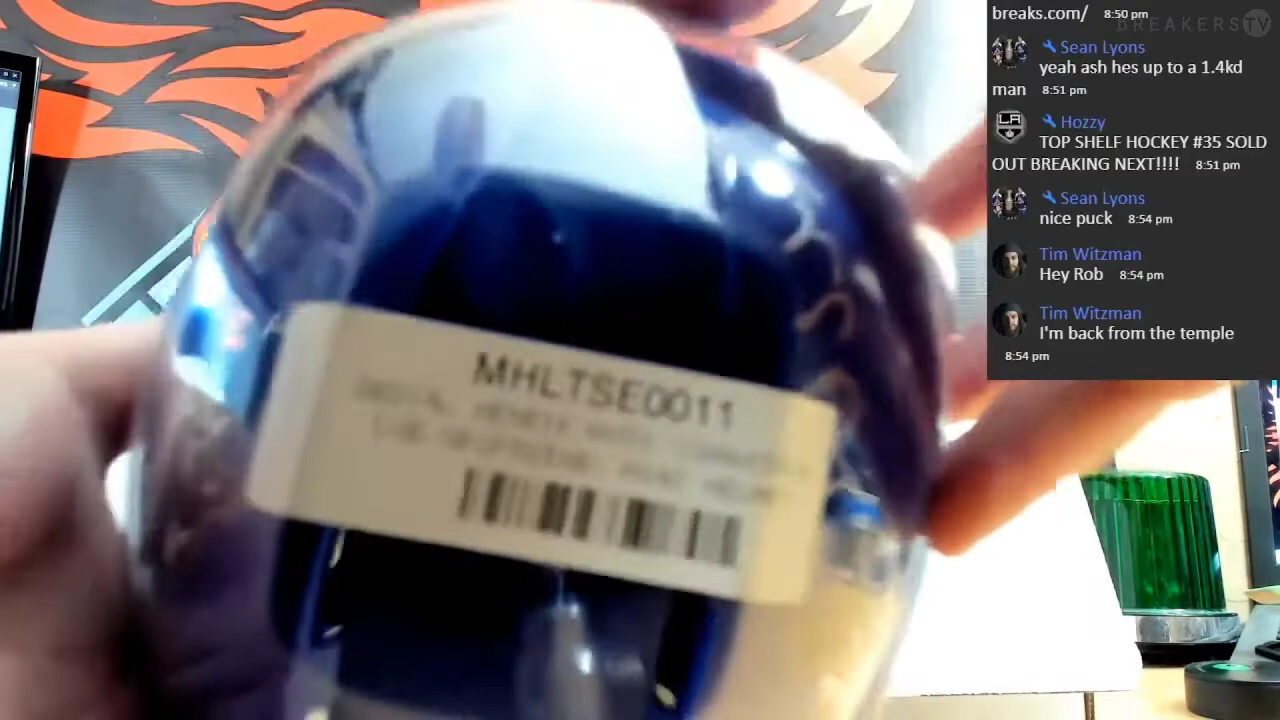 breaks.com/ 8:50 pm
BREAKERSTV
Sean Lyons
yeah ash hes up to a 1.4kd
man 8:51 pm
LA
Hozzy
TOP SHELF HOCKEY #35 SOLD
OUT BREAKING NEXT!!!! 8:51 pm
Sean Lyons
nice puck 8:54 pm
Tim Witzman
Hey Rob 8:54 pm
Tim Witzman
I'm back from the temple
8:54 pm
MHLTSE0011